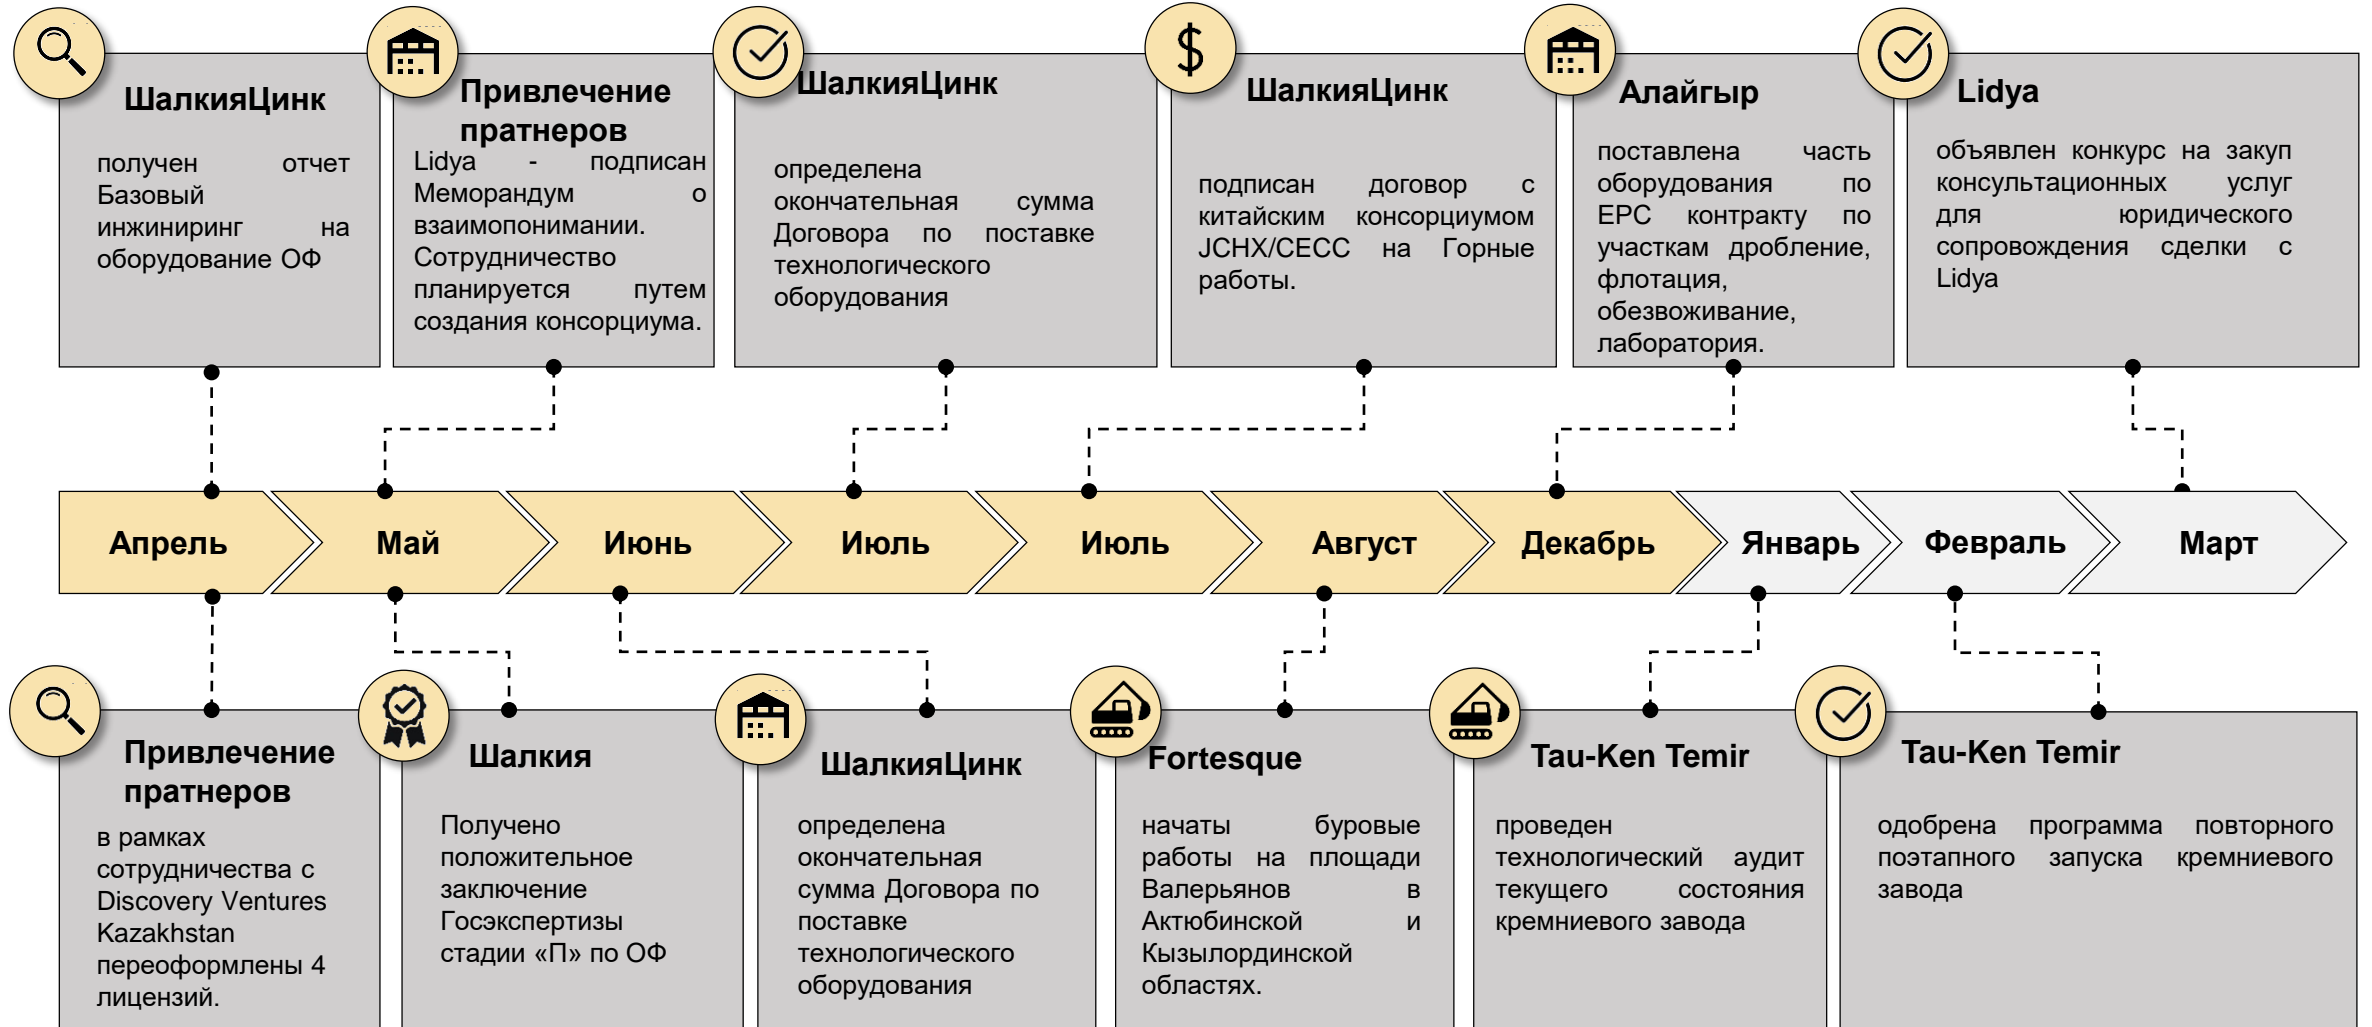 ШалкияЦинк
получен отчет
Базовый
инжиниринг на
оборудование ОФ
Привлечение
пратнеров
Lidya - подписан
Меморандум о
взаимопонимании.
Сотрудничество
планируется путем
создания консорциума.
ШалкияЦинк
определена
окончательная сумма
Договора по поставке
технологического
оборудования
$
ШалкияЦинк
подписан договор с
китайским консорциумом
JCHX/CECC на Горные
работы.
Алайгыр
поставлена часть
оборудования по
EPC контракту по
участкам дробление,
флотация,
обезвоживание,
лаборатория.
Lidya
объявлен конкурс на закуп
консультационных услуг
для юридического
сопровождения сделки с
Lidya
Апрель
Май
Июнь
Июль
Июль
Август
Декабрь
Январь
Февраль
Март
Привлечение
пратнеров
в рамках
сотрудничества с
Discovery Ventures
Kazakhstan
переоформлены 4
лицензий.
Шалкия
Получено
положительное
заключение
Госэкспертизы
стадии «П» по ОФ
ШалкияЦинк
определена
окончательная
сумма Договора по
поставке
технологического
оборудования
Fortesque
начаты буровые
работы на площади
Валерьянов в
Актюбинской и
Кызылординской
областях.
Tau-Ken Temir
проведен
технологический аудит
текущего состояния
кремниевого завода
Tau-Ken Temir
одобрена программа повторного
поэтапного запуска кремниевого
завода